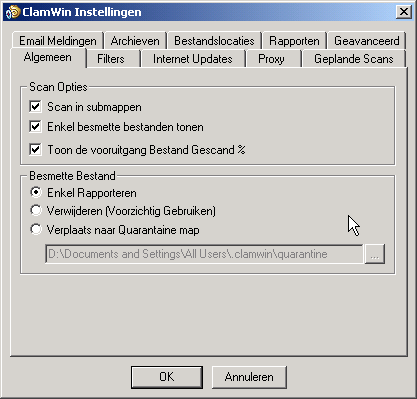 ClamWin Instellingen
Email Meldingen Archieven Bestandslocaties Rapporten Geavanceerd
Algemeen Filters Internet Updates Proxy Geplande Scans
Scan Opties
Scan in submappen
Enkel besmette bestanden tonen
Toon de vooruitgang Bestand Gescand %
Besmette Bestand
Enkel Rapporteren
Verwijderen (Voorzichtig Gebruiken)
Verplaats naar Quarantaine map
D:\Documents and Settings\All Users\.clamwin\quarantine ...
OK Annuleren